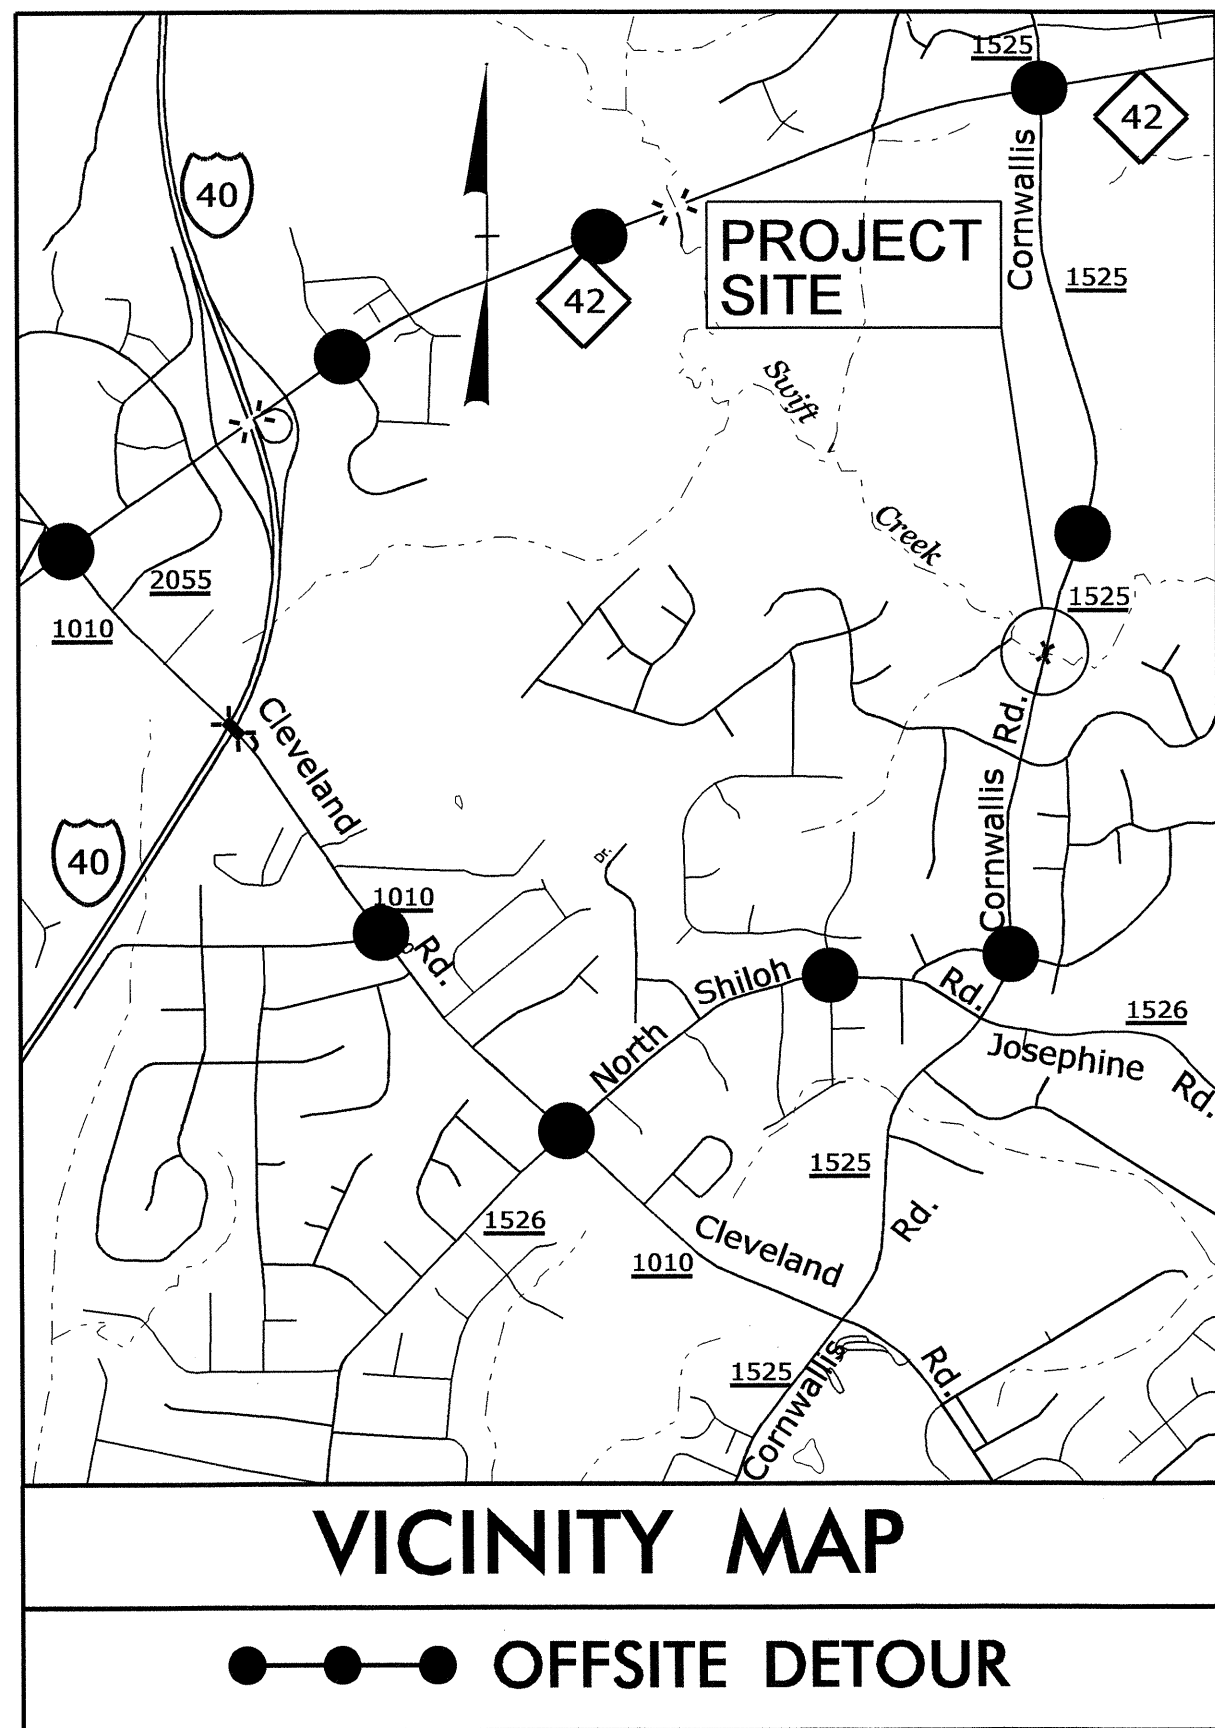 1525
42
40
Cornwallis
PROJECT
SITE
1525
42
Swift
Creek
2055
1525
1010
Rd.
Cleveland
Cornwallis
40
Dr.
1010
Rd.
Shiloh
Rd.
North
1526
Josephine
Rd.
1525
Rd.
1526
Cleveland
1010
Rd.
1525
Cornwallis
VICINITY MAP
OFFSITE DETOUR